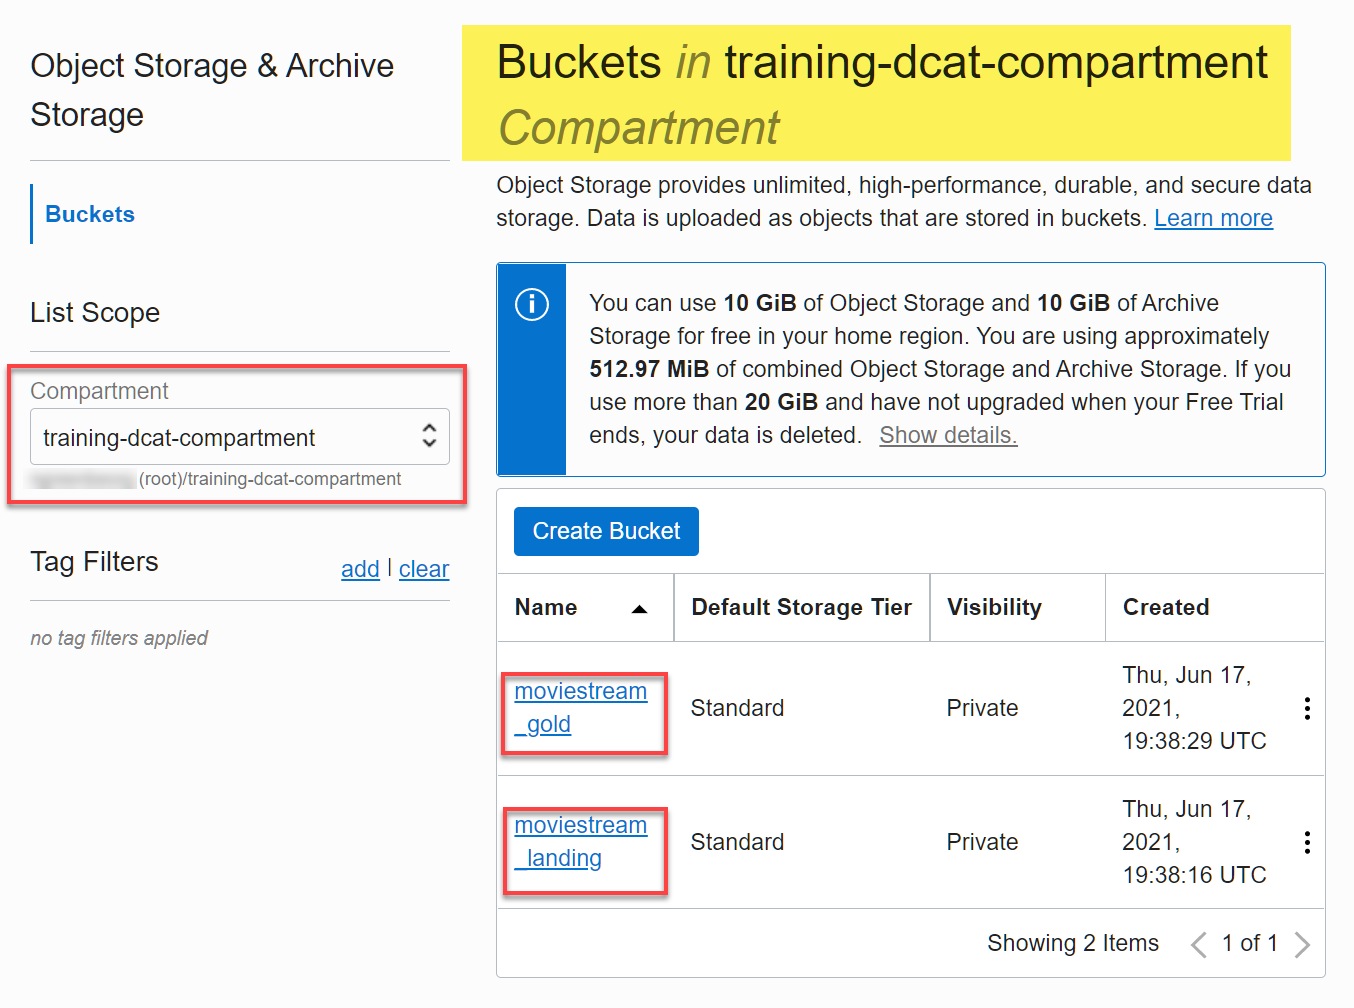 Object Storage & Archive
Storage
Buckets
List Scope
Compartment
training-dcat-compartment
(root)/training-dcat-compartment
Tag Filters
add | clear
no tag filters applied
Buckets in training-dcat-compartment
Compartment
Object Storage provides unlimited, high-performance, durable, and secure data
storage. Data is uploaded as objects that are stored in buckets. Learn more
You can use 10 GiB of Object Storage and 10 GiB of Archive
Storage for free in your home region. You are using approximately
512.97 MiB of combined Object Storage and Archive Storage. If you
use more than 20 GiB and have not upgraded when your Free Trial
ends, your data is deleted. Show details.
Create Bucket
Name Default Storage Tier Visibility Created
moviestream
_gold
Standard
Private
Thu, Jun 17,
2021,
19:38:29 UTC
moviestream
_landing
Standard
Private
Thu, Jun 17,
2021,
19:38:16 UTC
Showing 2 Items 1 of 1